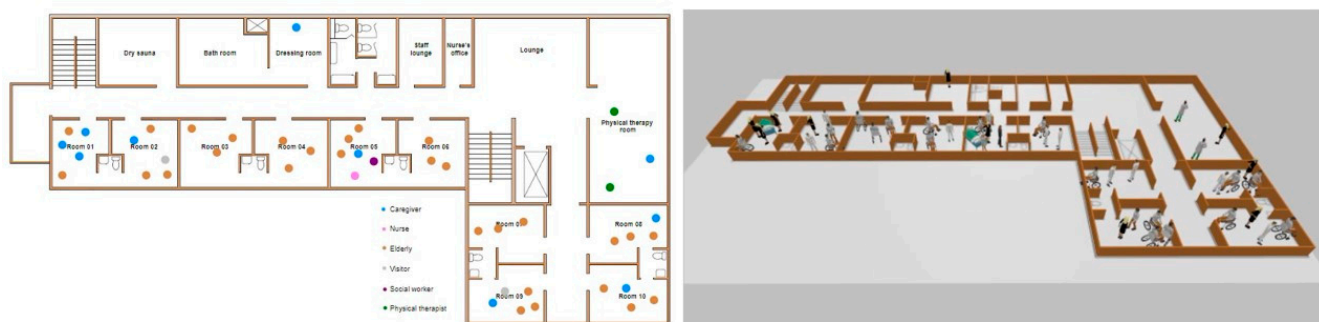 Dry sauna
Bath room
Dressing room
Staff
lounge
Nurse's
office
Lounge
Physical therapy
room
Room 01
Room 02
Room 03
Room 04
Room 05
Room 06
Caregiver
Nurse
Elderly
Visitor
Social worker
Physical therapist
Room 07
Room 08
Room 09
Room 10